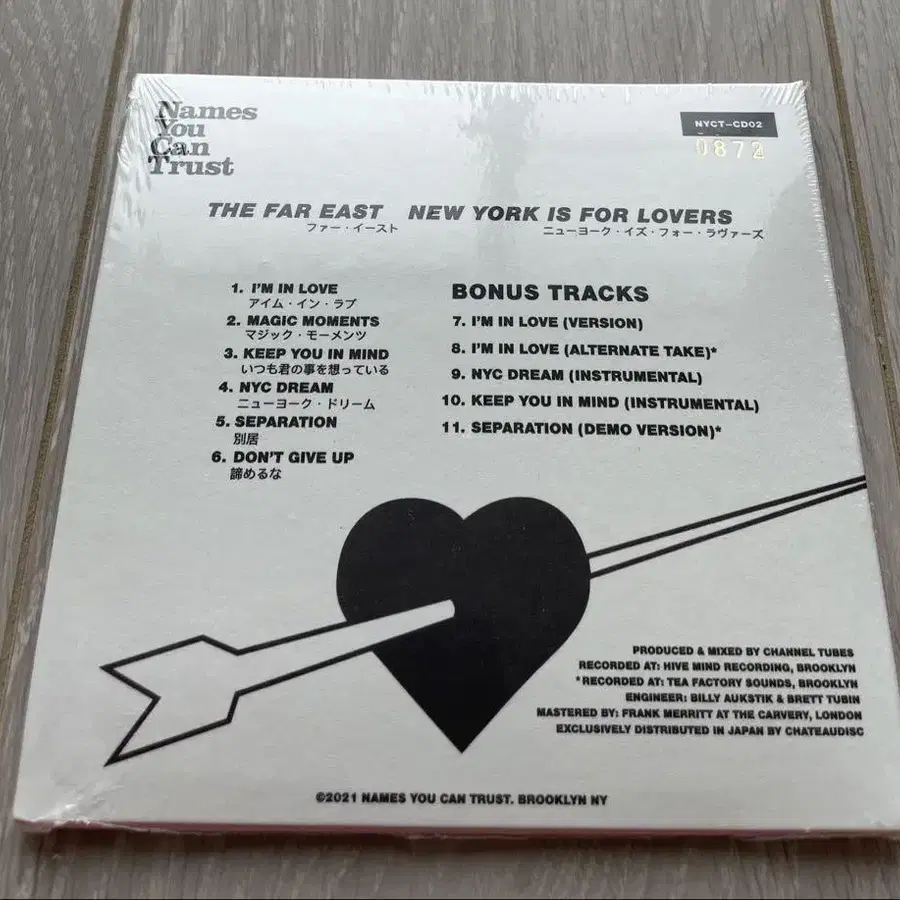 Names
You
Can
Trust
NYCT-CD02
0872
THE FAR EAST NEW YORK IS FOR LOVERS
ファー・イースト ニューヨーク・イズ・フォー・ラヴァーズ
1. I'M IN LOVE
アイム・イン・ラブ
2. MAGIC MOMENTS
マジック・モーメンツ
3. KEEP YOU IN MIND
いつも君の事を想っている
4. NYC DREAM
ニューヨーク・ドリーム
5. SEPARATION
別居
6. DON'T GIVE UP
諦めるな
BONUS TRACKS
7. I'M IN LOVE (VERSION)
8. I'M IN LOVE (ALTERNATE TAKE)*
9. NYC DREAM (INSTRUMENTAL)
10. KEEP YOU IN MIND (INSTRUMENTAL)
11. SEPARATION (DEMO VERSION)*
PRODUCED & MIXED BY CHANNEL TUBES
RECORDED AT: HIVE MIND RECORDING, BROOKLYN
*RECORDED AT: TEA FACTORY SOUNDS, BROOKLYN
ENGINEER: BILLY AUKSTIK & BRETT TUBIN
MASTERED BY: FRANK MERRITT AT THE CARVERY, LONDON
EXCLUSIVELY DISTRIBUTED IN JAPAN BY CHATEAUDISC
©2021 NAMES YOU CAN TRUST. BROOKLYN NY